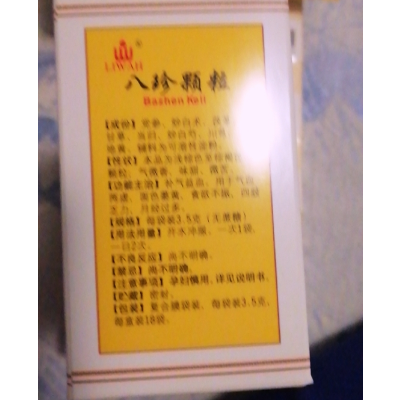 LIWAH
八珍颗粒
Bazhen Keli
【成份】党参、炒白术、茯苓、
甘草、当归、炒白芍、川芎、
地黄。辅料为可溶性淀粉。
【性状】本品为浅棕色至棕褐色的
颗粒；气微香，味甜、微苦。
【功能主治】补气益血。用于气血
两虚，面色萎黄，食欲不振，四肢
乏力，月经过多。
【规格】每袋装3.5克（无蔗糖）
【用法用量】开水冲服，一次1袋，
一日2次。
【不良反应】尚不明确。
【禁忌】尚不明确。
【注意事项】孕妇慎用。详见说明书。
【贮藏】密封。
【包装】复合膜袋装，每袋装3.5克，
每盒装18袋。